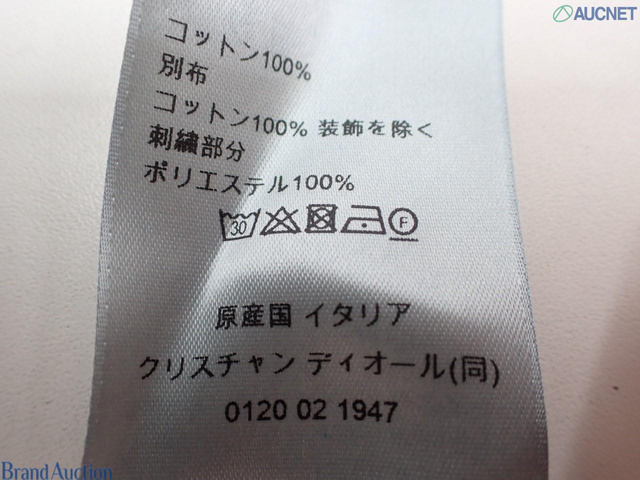 AUCNET
コットン100%
別布
コットン100% 装飾を除く
刺繍部分
ポリエステル100%
30 F
原産国 イタリア
クリスチャン ディオール(同)
0120 02 1947
Brand Auction